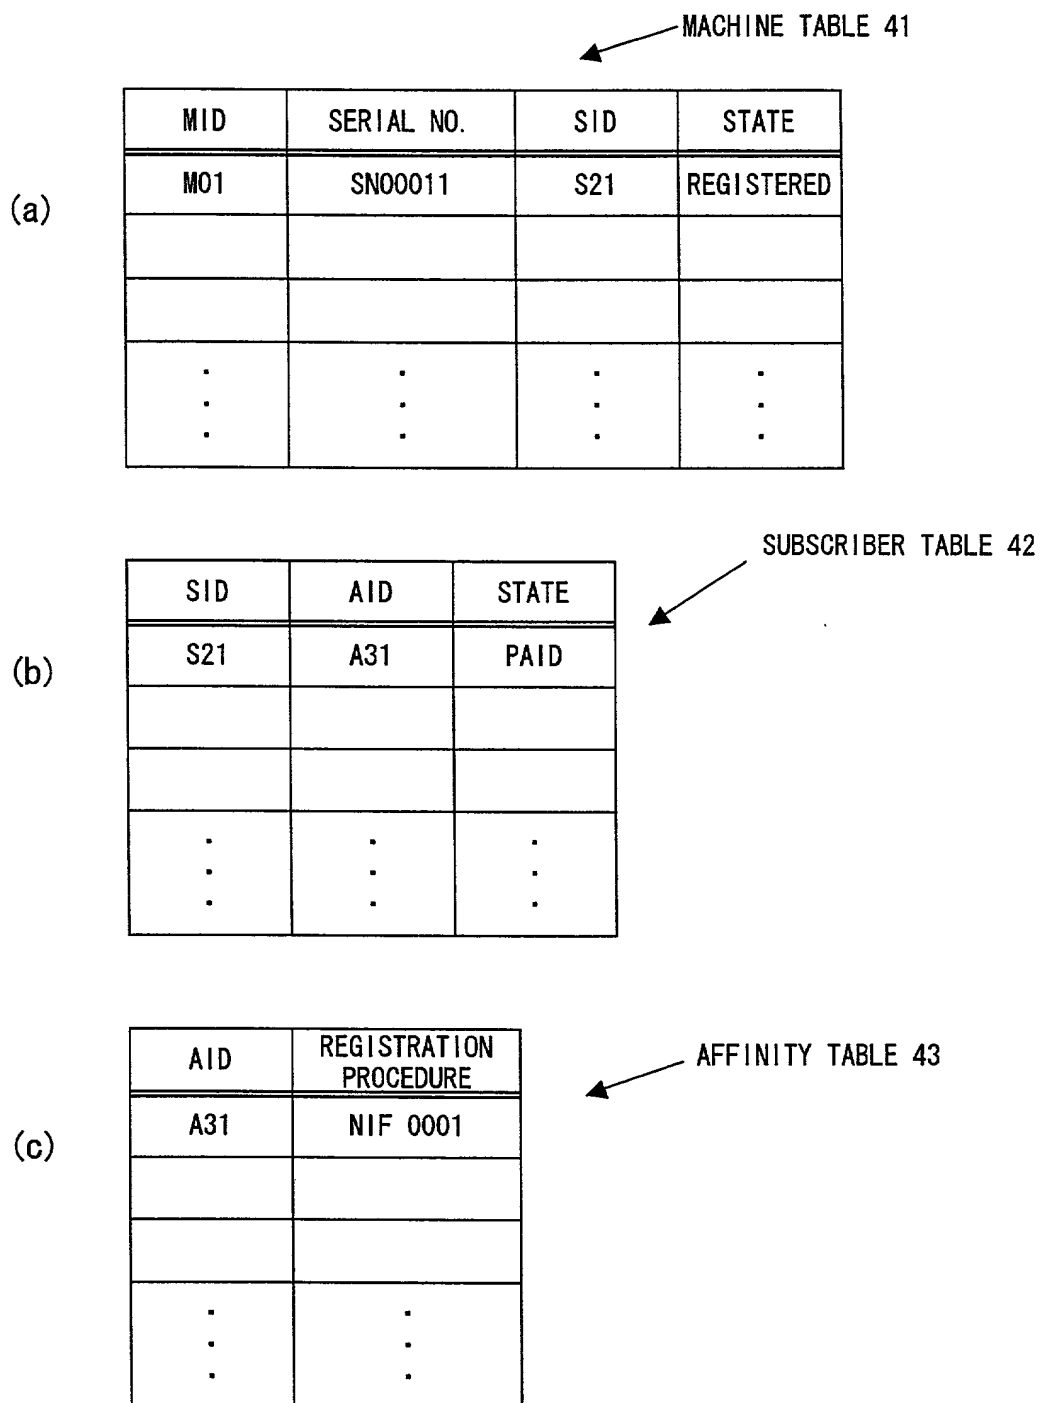 MACHINE TABLE 41
MID SERIAL NO. SID STATE
(a)
M01 SN00011 S21 REGISTERED
SUBSCRIBER TABLE 42
SID AID STATE
(b)
S21 A31 PAID
AID REGISTRATION PROCEDURE
AFFINITY TABLE 43
(c)
A31 NIF 0001